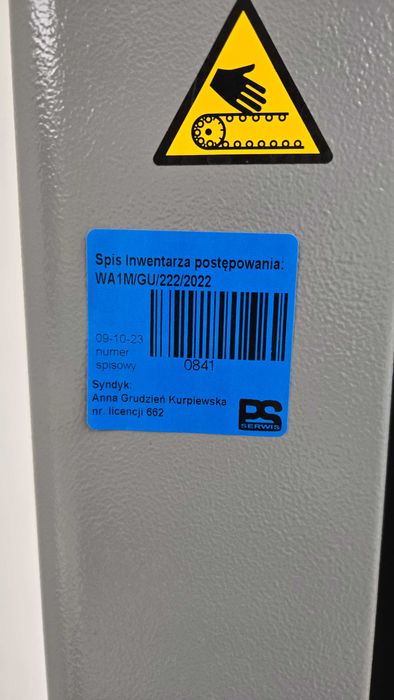 Spis Inwentarza postępowania:
WA1M/GU/222/2022
09-10-23
numer
spisowy
0841
Syndyk:
Anna Grudzień Kurpiewska
nr. licencji 662
PS
SERWIS